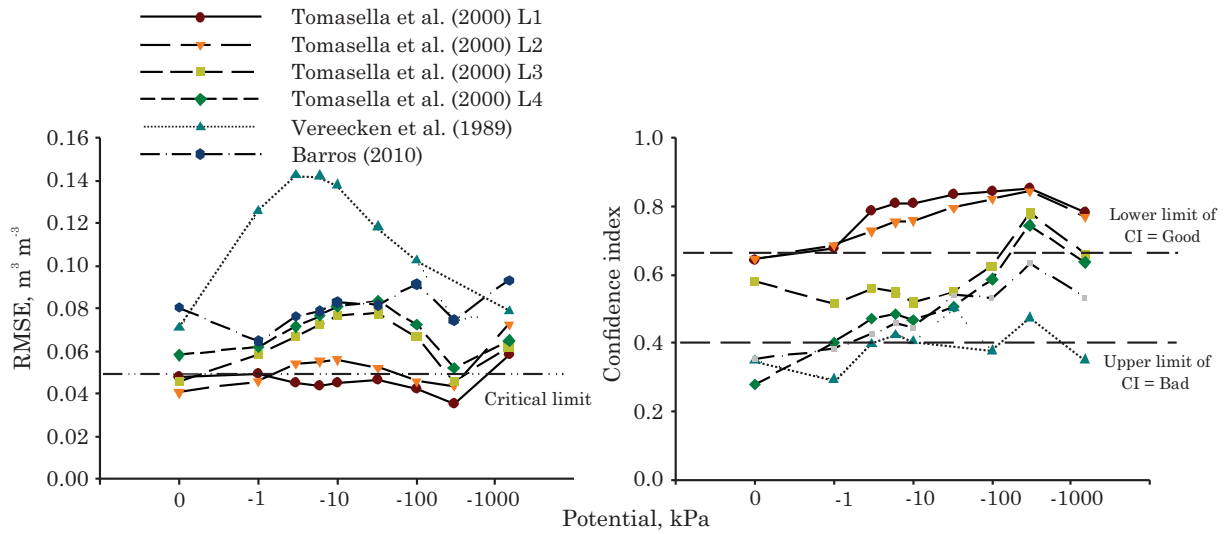 Tomasella et al. (2000) L1
Tomasella et al. (2000) L2
Tomasella et al. (2000) L3
Tomasella et al. (2000) L4
Vereecken et al. (1989)
Barros (2010)
RMSE, m³ m⁻³
0.16
0.14
0.12
0.10
0.08
0.06
0.04
0.02
0.00
Critical limit
0 -1 -10 -100 -1000
Confidence index
1.0
0.8
0.6
0.4
0.2
0.0
Lower limit of
CI = Good
Upper limit of
CI = Bad
0 -1 -10 -100 -1000
Potential, kPa